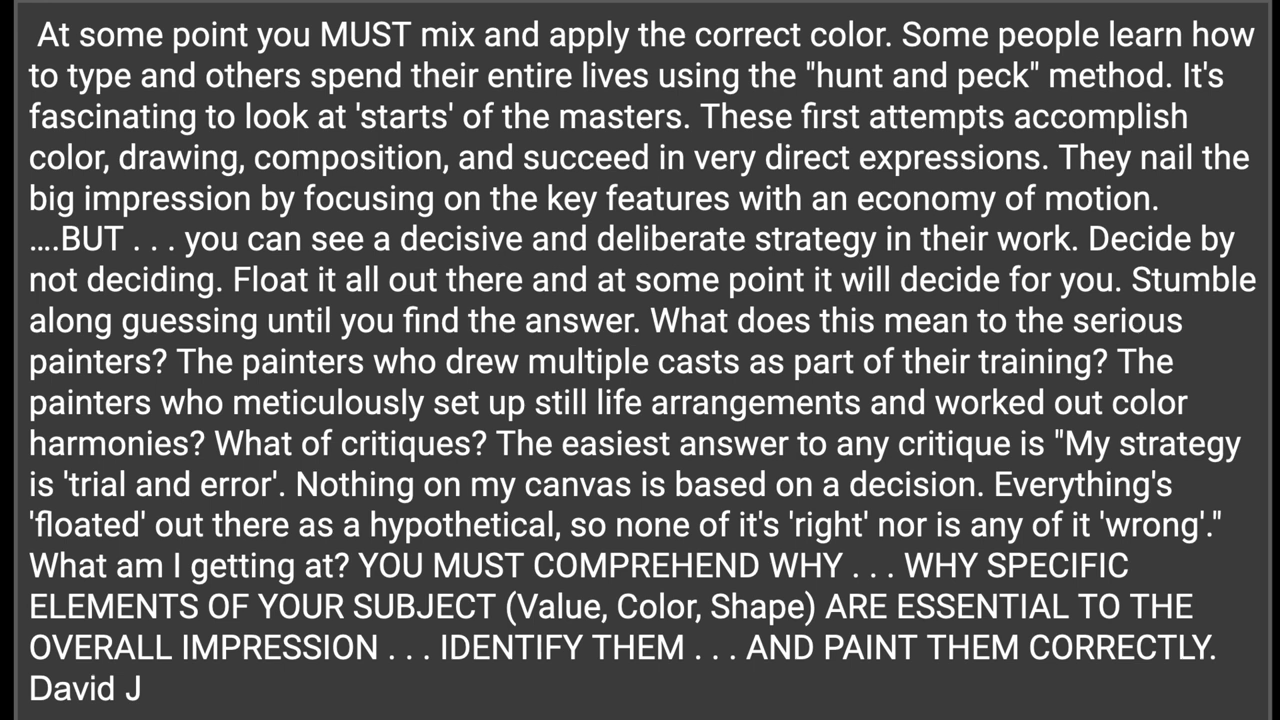 At some point you MUST mix and apply the correct color. Some people learn how
to type and others spend their entire lives using the "hunt and peck" method. It's
fascinating to look at 'starts' of the masters. These first attempts accomplish
color, drawing, composition, and succeed in very direct expressions. They nail the
big impression by focusing on the key features with an economy of motion.
....BUT . . . you can see a decisive and deliberate strategy in their work. Decide by
not deciding. Float it all out there and at some point it will decide for you. Stumble
along guessing until you find the answer. What does this mean to the serious
painters? The painters who drew multiple casts as part of their training? The
painters who meticulously set up still life arrangements and worked out color
harmonies? What of critiques? The easiest answer to any critique is "My strategy
is 'trial and error'. Nothing on my canvas is based on a decision. Everything's
'floated' out there as a hypothetical, so none of it's 'right' nor is any of it 'wrong'."
What am I getting at? YOU MUST COMPREHEND WHY . . . WHY SPECIFIC
ELEMENTS OF YOUR SUBJECT (Value, Color, Shape) ARE ESSENTIAL TO THE
OVERALL IMPRESSION . . . IDENTIFY THEM . . . AND PAINT THEM CORRECTLY.
David J